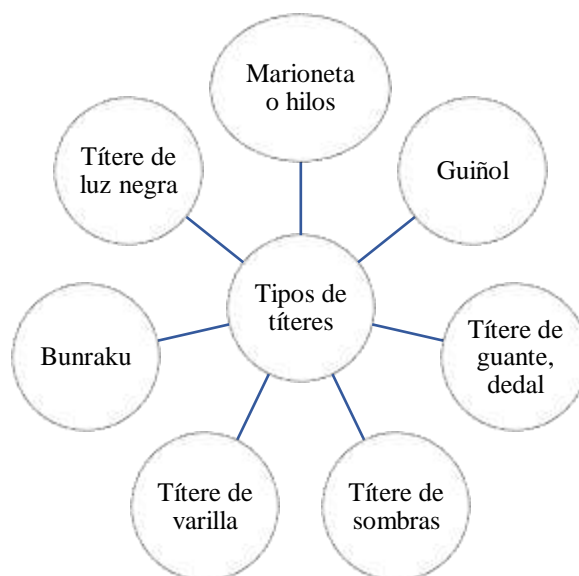 Marioneta
o hilos
Guiñol
Títere de
guante,
dedal
Títere de
sombras
Títere de
varilla
Bunraku
Títere de
luz negra
Tipos de
títeres